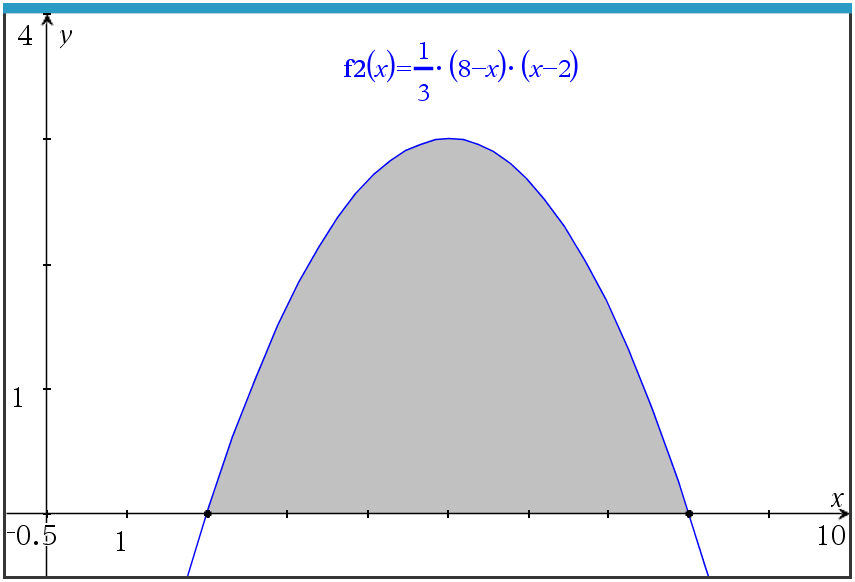 4 y
f2(x)=1/3·(8−x)·(x−2)
1
x
-0.5 1 10